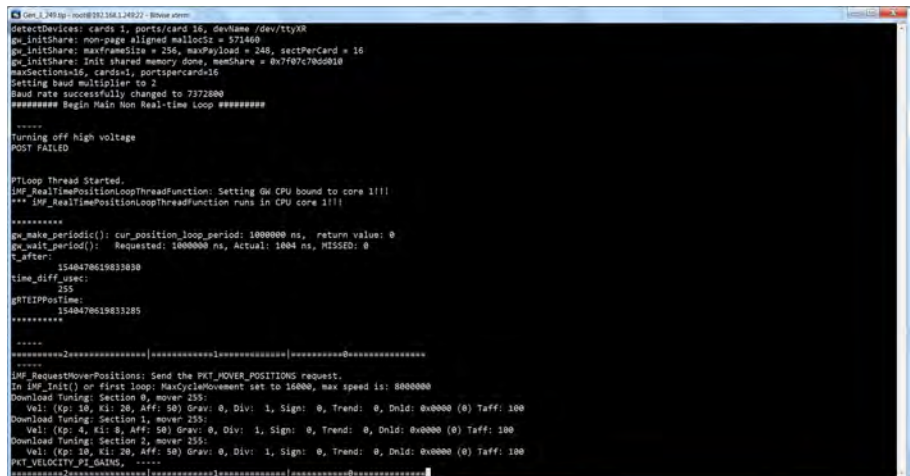 Gen_3_249.tlp - root@192.168.1.249:22 - Bitvise xterm
detectDevices: cards 1, ports/card 16, devName /dev/ttyXR
gw_initShare: non-page aligned mallocSz = 571460
gw_initShare: maxframeSize = 256, maxPayload = 248, sectPerCard = 16
gw_initShare: Init shared memory done, memShare = 0x7f07c70dd010
maxSections=16, cards=1, portspercard=16
Setting baud multiplier to 2
Baud rate successfully changed to 7372800
######### Begin Main Non Real-time Loop #########
-----
Turning off high voltage
POST FAILED
PTLoop Thread Started.
iMF_RealTimePositionLoopThreadFunction: Setting GW CPU bound to core 1!!!
*** iMF_RealTimePositionLoopThreadFunction runs in CPU core 1!!!
**********
gw_make_periodic(): cur_position_loop_period: 1000000 ns,  return value: 0
gw_wait_period():   Requested: 1000000 ns, Actual: 1004 ns, MISSED: 0
t_after:
1540470619833030
time_diff_usec:
255
gRTEIPPosTime:
1540470619833285
**********
-----
==========2===============|============1=============|==========0===============
-----
iMF_RequestMoverPositions: Send the PKT_MOVER_POSITIONS request.
In iMF_Init() or first loop: MaxCycleMovement set to 16000, max speed is: 8000000
Download Tuning: Section 0, mover 255:
Vel: (Kp: 10, Ki: 20, Aff: 50) Grav: 0, Div:  1, Sign:  0, Trend:  0, Dnld: 0x0000 (0) Taff: 100
Download Tuning: Section 1, mover 255:
Vel: (Kp: 4, Ki: 8, Aff: 50) Grav: 0, Div:  1, Sign:  0, Trend:  0, Dnld: 0x0000 (0) Taff: 100
Download Tuning: Section 2, mover 255:
Vel: (Kp: 10, Ki: 20, Aff: 50) Grav: 0, Div:  1, Sign:  0, Trend:  0, Dnld: 0x0000 (0) Taff: 100
PKT_VELOCITY_PI_GAINS,  -----
==========2===============|============1=============|==========0===============